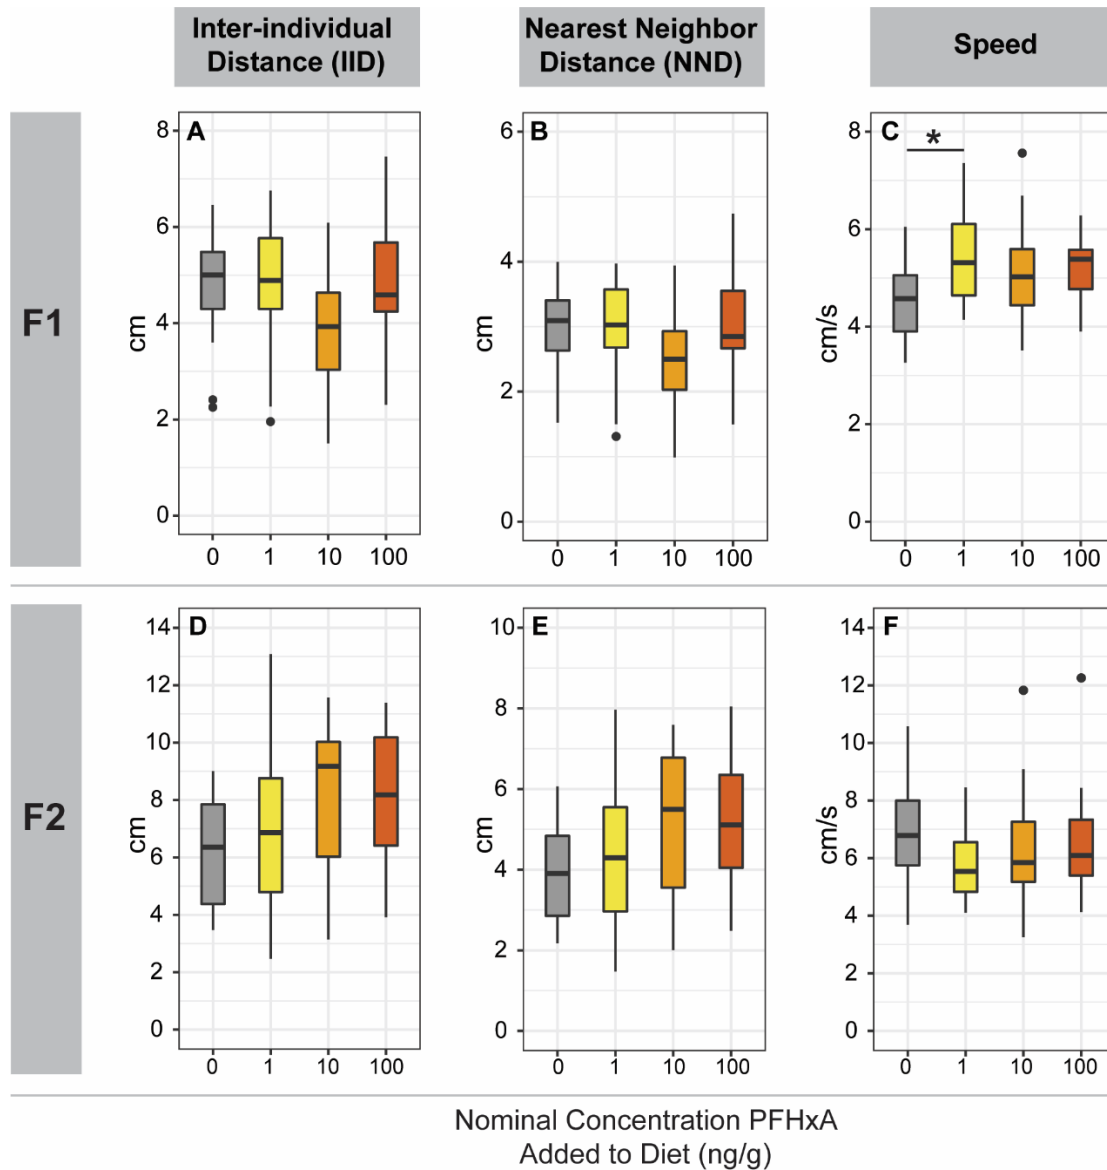 Inter-individual
Distance (IID)
Nearest Neighbor
Distance (NND)
Speed
F1
A
8
6
4
2
0
cm
0 1 10 100
B
6
4
2
0
cm
0 1 10 100
C
*
8
6
4
2
0
cm/s
0 1 10 100
F2
D
14
12
10
8
6
4
2
0
cm
0 1 10 100
E
10
8
6
4
2
0
cm
0 1 10 100
F
14
12
10
8
6
4
2
0
cm/s
0 1 10 100
Nominal Concentration PFHxA
Added to Diet (ng/g)